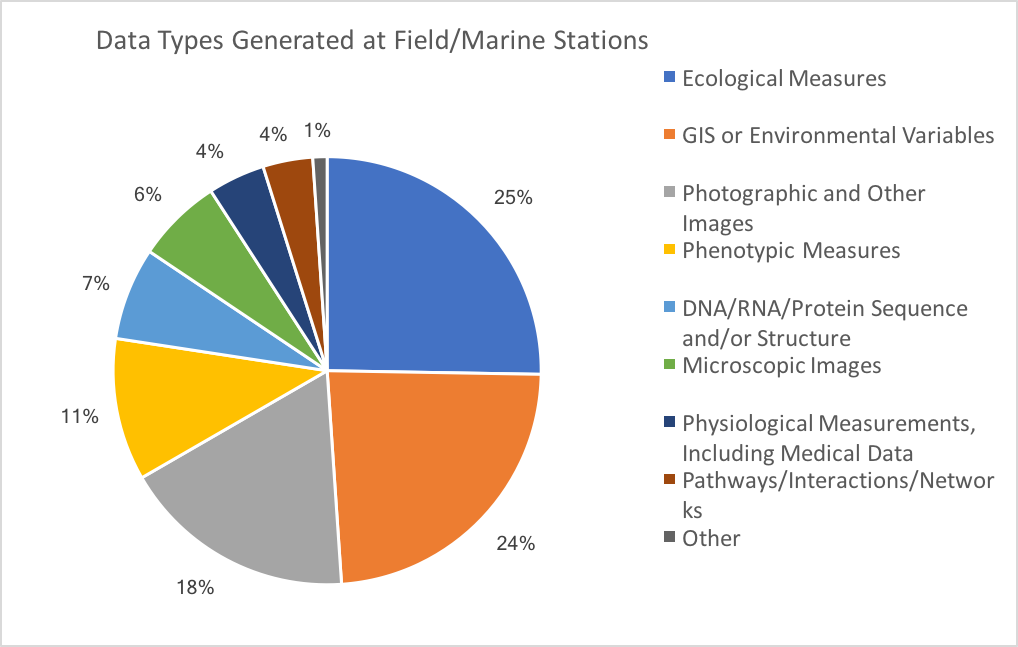 Data Types Generated at Field/Marine Stations
Ecological Measures
GIS or Environmental Variables
Photographic and Other
Images
Phenotypic Measures
DNA/RNA/Protein Sequence
and/or Structure
Microscopic Images
Physiological Measurements,
Including Medical Data
Pathways/Interactions/Networ
ks
Other
25%
24%
18%
11%
7%
6%
4%
4%
1%